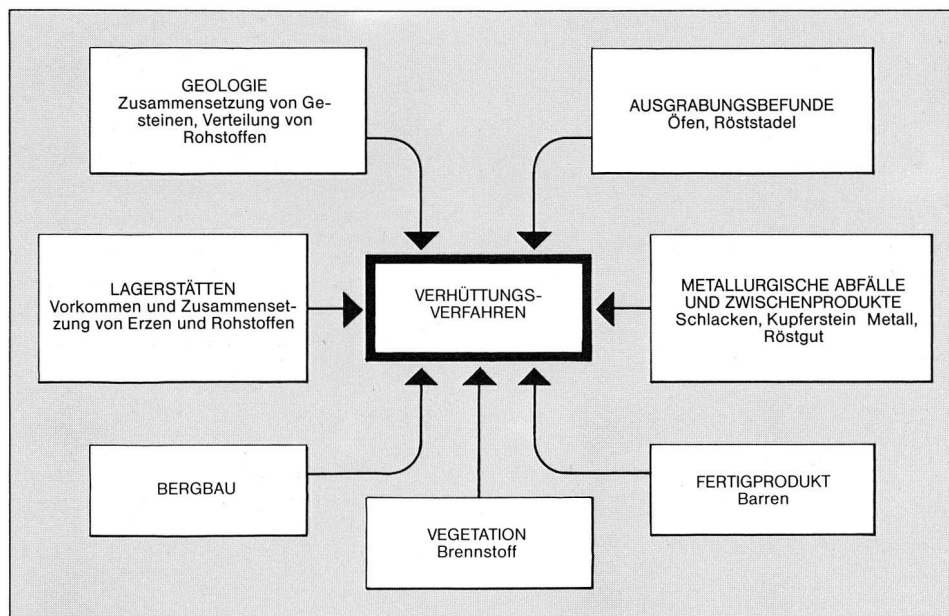 GEOLOGIE
Zusammensetzung von Ge-
steinen, Verteilung von
Rohstoffen
AUSGRABUNGSBEFUNDE
Öfen, Röststadel
LAGERSTÄTTEN
Vorkommen und Zusammenset-
zung von Erzen und Rohstoffen
VERHÜTTUNGS-
VERFAHREN
METALLURGISCHE ABFÄLLE
UND ZWISCHENPRODUKTE
Schlacken, Kupferstein Metall,
Röstgut
BERGBAU
VEGETATION
Brennstoff
FERTIGPRODUKT
Barren